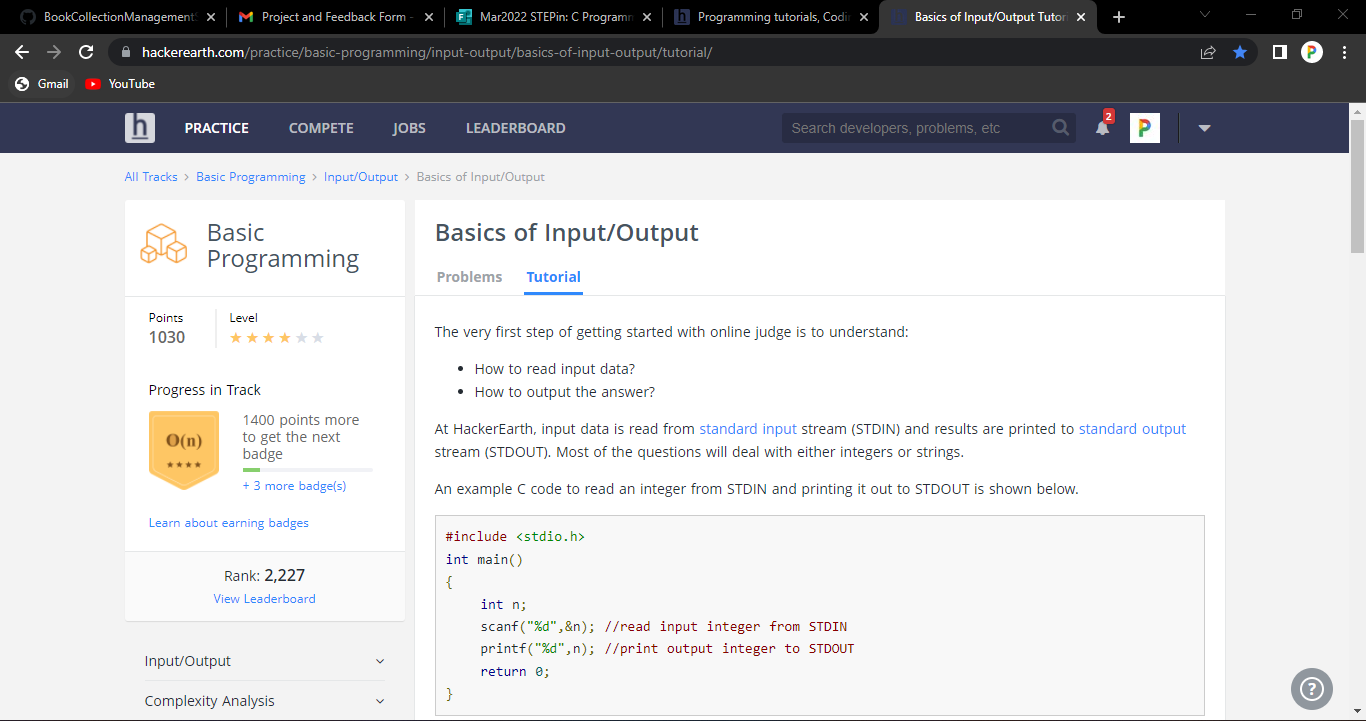 BookCollectionManagement
Project and Feedback Form -
Mar2022 STEPin: C Programm
Programming tutorials, Codin
Basics of Input/Output Tutor
hackerearth.com/practice/basic-programming/input-output/basics-of-input-output/tutorial/
P
Gmail
YouTube
h
PRACTICE
COMPETE
JOBS
LEADERBOARD
Search developers, problems, etc
2
P
All Tracks > Basic Programming > Input/Output > Basics of Input/Output
Basic
Programming
Points
1030
Level
Progress in Track
O(n)
1400 points more
to get the next
badge
+ 3 more badge(s)
Learn about earning badges
Rank: 2,227
View Leaderboard
Input/Output
Complexity Analysis
Basics of Input/Output
Problems
Tutorial
The very first step of getting started with online judge is to understand:
• How to read input data?
• How to output the answer?
At HackerEarth, input data is read from standard input stream (STDIN) and results are printed to standard output
stream (STDOUT). Most of the questions will deal with either integers or strings.
An example C code to read an integer from STDIN and printing it out to STDOUT is shown below.
#include <stdio.h>
int main()
{
int n;
scanf("%d",&n); //read input integer from STDIN
printf("%d",n); //print output integer to STDOUT
return 0;
}
?